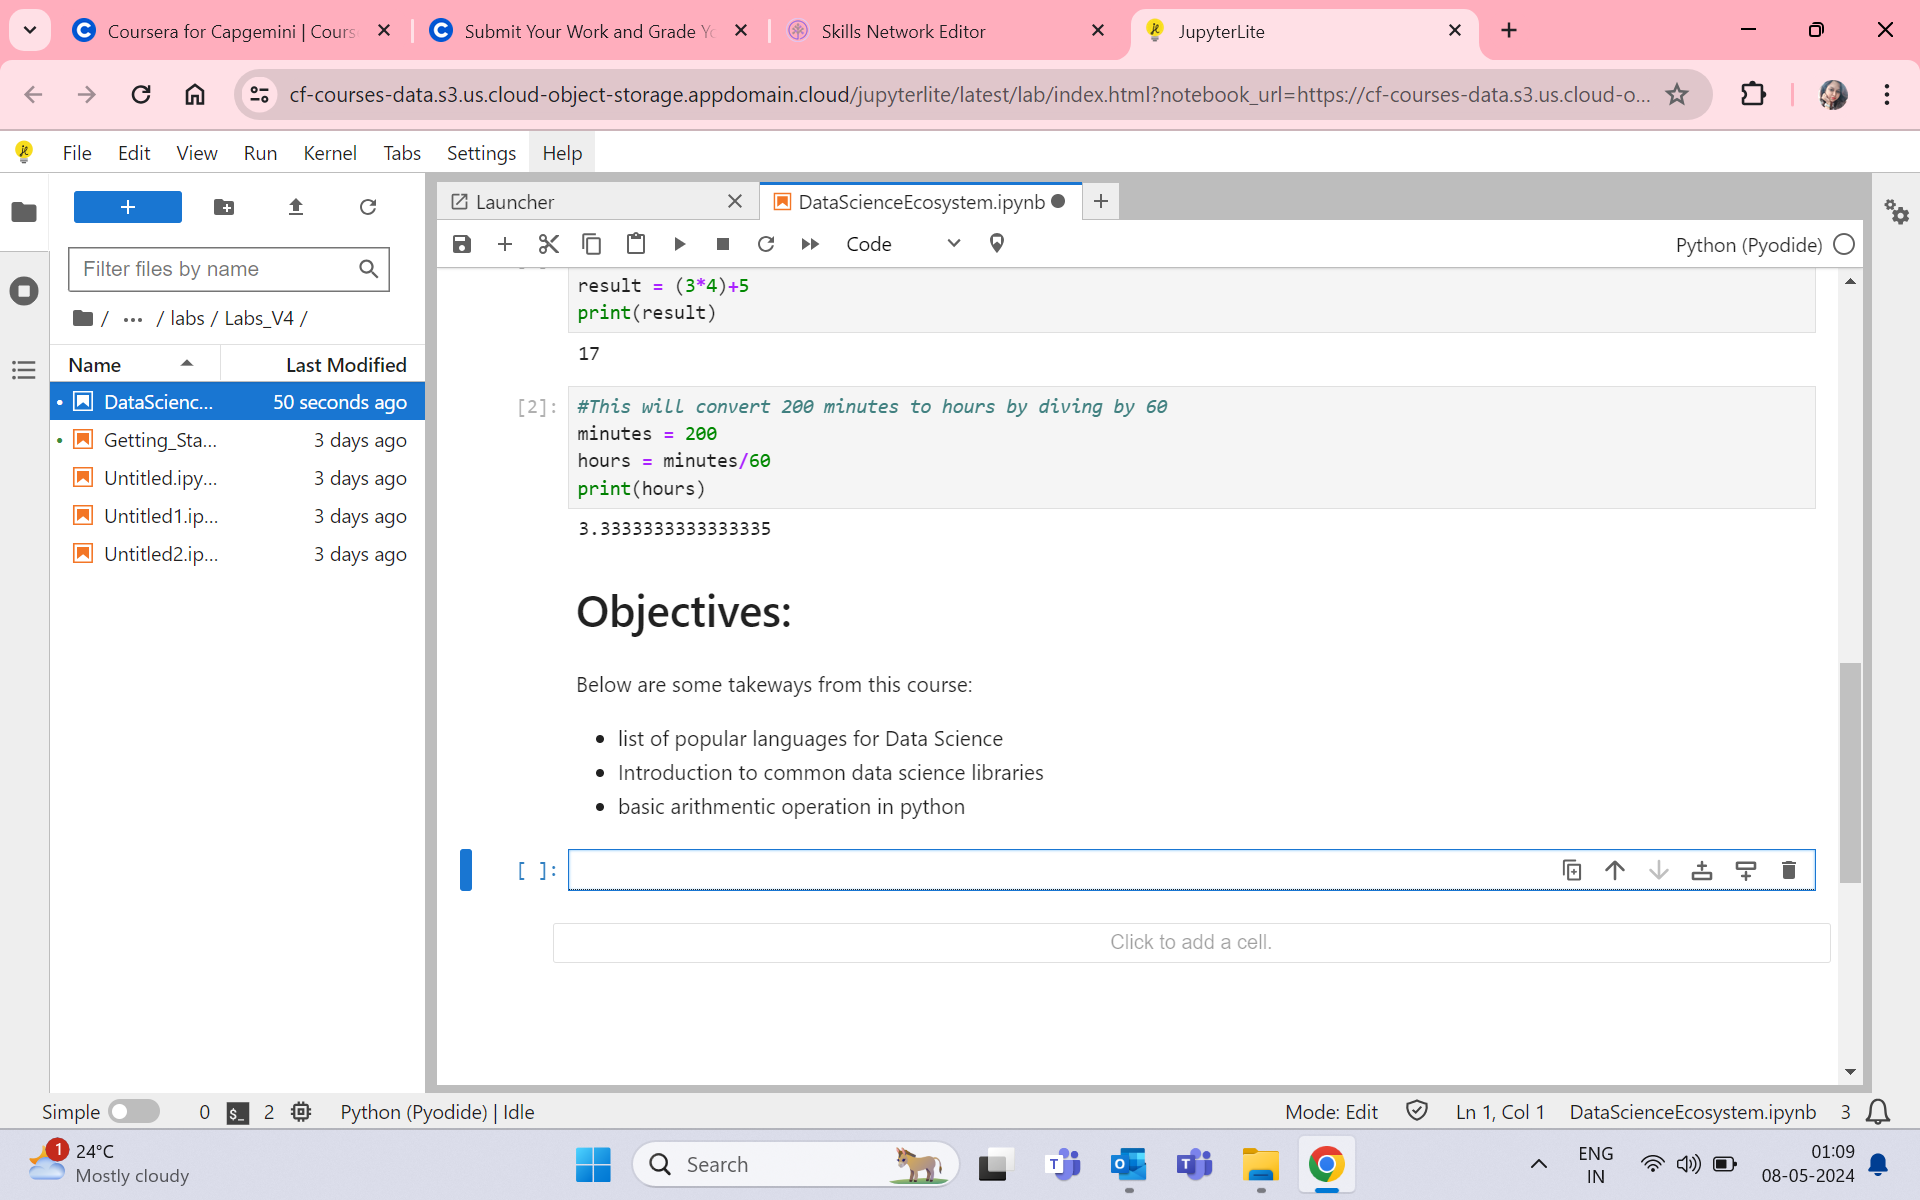 Coursera for Capgemini | Cours
Submit Your Work and Grade Yo
Skills Network Editor
JupyterLite
cf-courses-data.s3.us.cloud-object-storage.appdomain.cloud/jupyterlite/latest/lab/index.html?notebook_url=https://cf-courses-data.s3.us.cloud-o...
File Edit View Run Kernel Tabs Settings Help
Launcher
DataScienceEcosystem.ipynb
Code
Python (Pyodide)
Filter files by name
/ ... / labs / Labs_V4 /
Name Last Modified
DataScienc... 50 seconds ago
Getting_Sta... 3 days ago
Untitled.ipy... 3 days ago
Untitled1.ip... 3 days ago
Untitled2.ip... 3 days ago
result = (3*4)+5
print(result)
17
[2]: #This will convert 200 minutes to hours by diving by 60
minutes = 200
hours = minutes/60
print(hours)
3.3333333333333335
Objectives:
Below are some takeways from this course:
• list of popular languages for Data Science
• Introduction to common data science libraries
• basic arithmentic operation in python
[ ]:
Click to add a cell.
Simple 0 $_ 2 Python (Pyodide) | Idle Mode: Edit Ln 1, Col 1 DataScienceEcosystem.ipynb 3
1
24°C
Mostly cloudy
Search
ENG
IN
01:09
08-05-2024